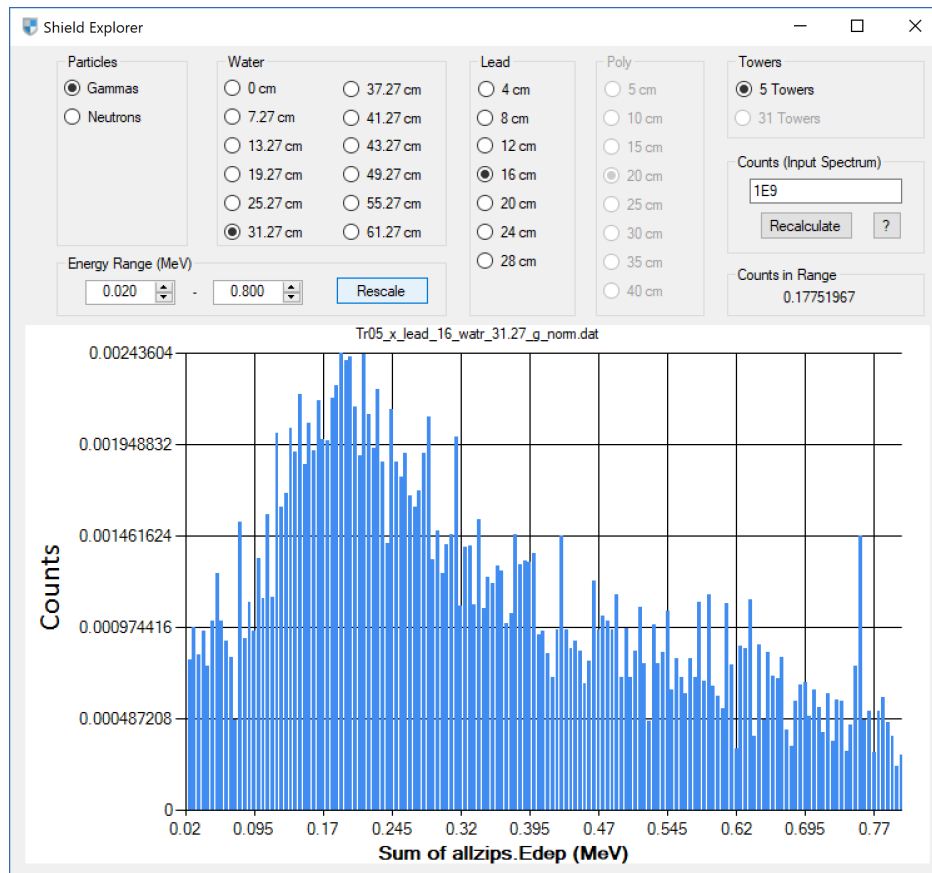 Shield Explorer
Particles
Gammas
Neutrons
Water
0 cm
7.27 cm
13.27 cm
19.27 cm
25.27 cm
31.27 cm
37.27 cm
41.27 cm
43.27 cm
49.27 cm
55.27 cm
61.27 cm
Lead
4 cm
8 cm
12 cm
16 cm
20 cm
24 cm
28 cm
Poly
5 cm
10 cm
15 cm
20 cm
25 cm
30 cm
35 cm
40 cm
Towers
5 Towers
31 Towers
Counts (Input Spectrum)
1E9
Recalculate ?
Energy Range (MeV)
0.020 - 0.800 Rescale
Counts in Range
0.17751967
Tr05_x_lead_16_watr_31.27_g_norm.dat
0.00243604
0.001948832
0.001461624
0.000974416
0.000487208
0
Counts
0.02 0.095 0.17 0.245 0.32 0.395 0.47 0.545 0.62 0.695 0.77
Sum of allzips.Edep (MeV)